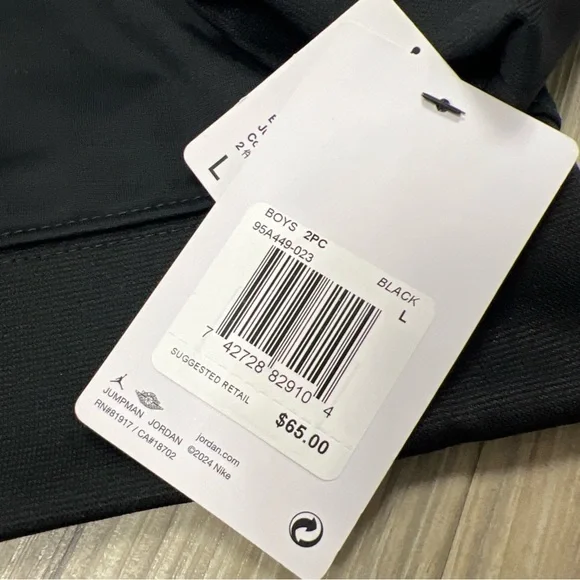 L
2
BOYS 2PC
95A449-023
BLACK
L
7 42728 82910 4
SUGGESTED RETAIL
$65.00
JUMPMAN JORDAN
RN#81917 / CA#18702
jordan.com
©2024 Nike